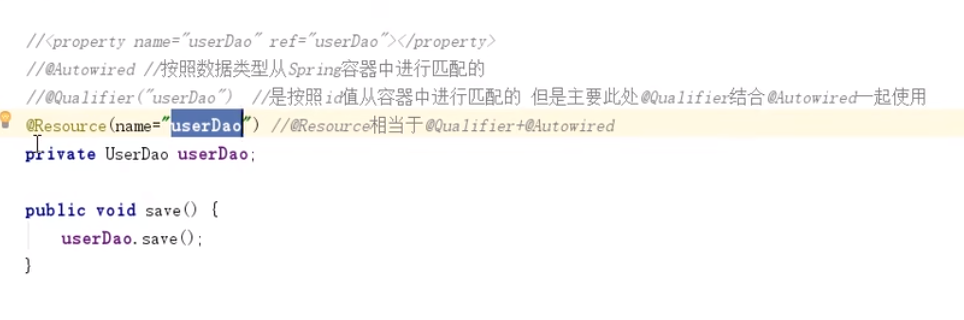 //<property name="userDao" ref="userDao"></property>
//@Autowired //按照数据类型从Spring容器中进行匹配的
//@Qualifier("userDao")  //是按照id值从容器中进行匹配的 但是主要此处@Qualifier结合@Autowired一起使用
@Resource(name="userDao") //@Resource相当于@Qualifier+@Autowired
private UserDao userDao;
public void save() {
userDao.save();
}